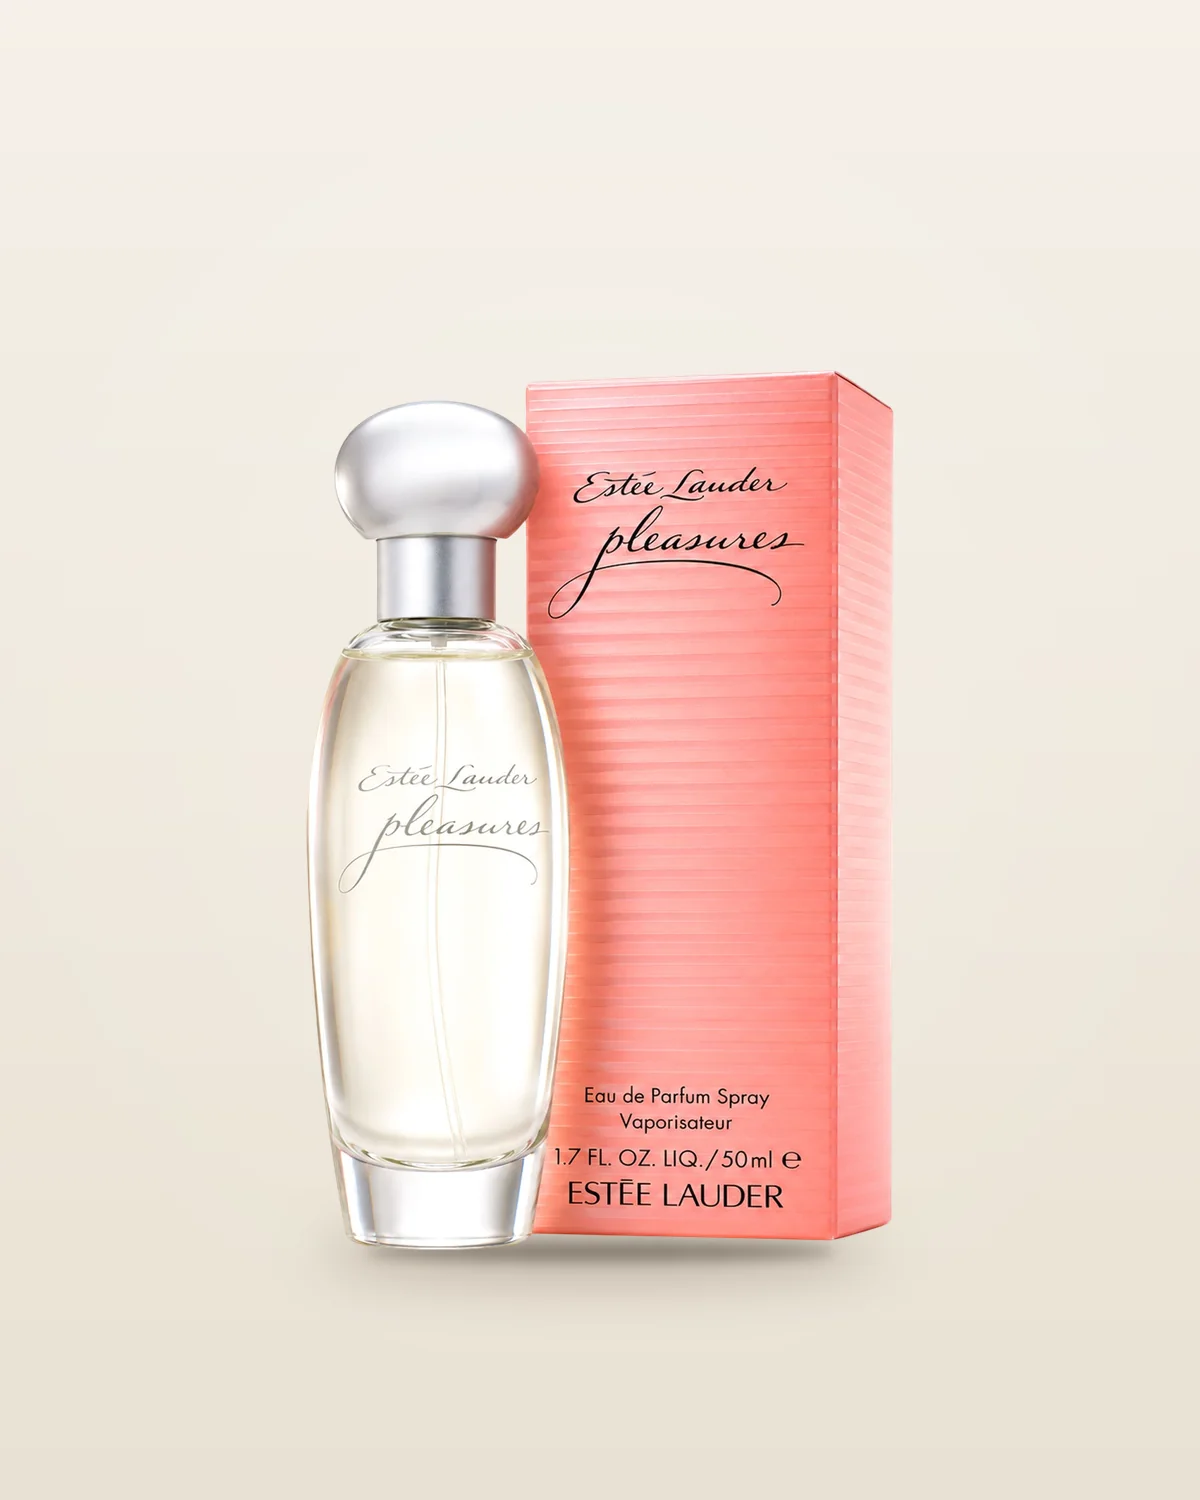 Estée Lauder
pleasures
Estée Lauder
pleasures
Eau de Parfum Spray
Vaporisateur
1.7 FL. OZ. LIQ./50ml ℮
ESTĒE LAUDER